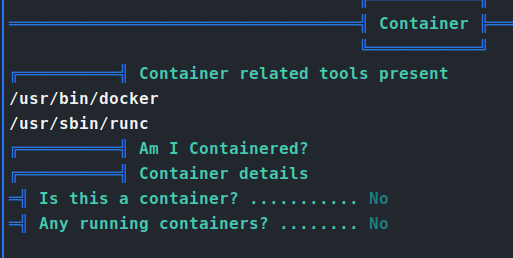 Container
Container related tools present
/usr/bin/docker
/usr/sbin/runc
Am I Containered?
Container details
Is this a container? ........... No
Any running containers? ........ No